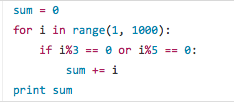 sum = 0
for i in range(1, 1000):
    if i%3 == 0 or i%5 == 0:
        sum += i
print sum